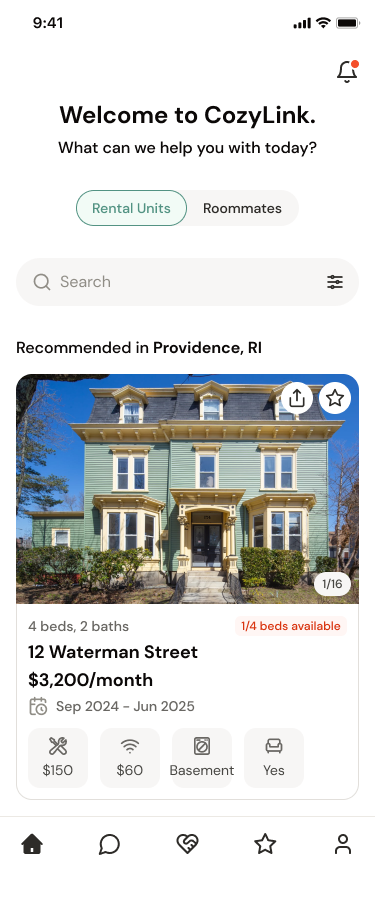 9:41
Welcome to CozyLink.
What can we help you with today?
Rental Units Roommates
Search
Recommended in Providence, RI
1/16
4 beds, 2 baths 1/4 beds available
12 Waterman Street
$3,200/month
Sep 2024 - Jun 2025
$150 $60 Basement Yes